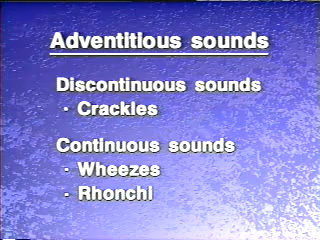 Adventitious sounds
Discontinuous sounds
· Crackles
Continuous sounds
· Wheezes
· Rhonchi